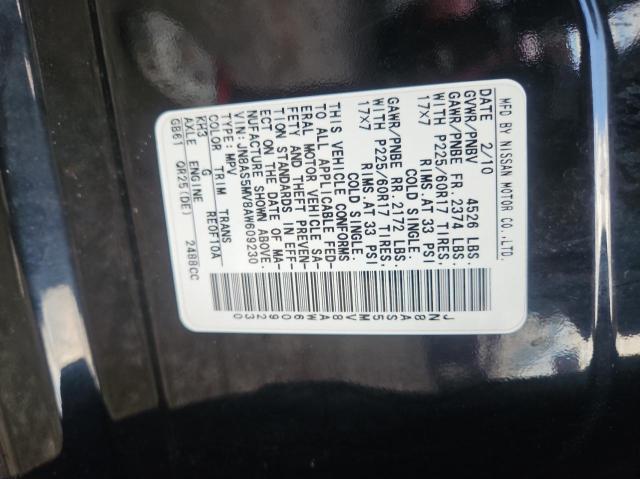 MFD BY NISSAN MOTOR CO.,LTD.
DATE 2/10
GVWR/PNBV 4526 LBS.
GAWR/PNBE FR. 2374 LBS.
WITH P225/60R17 TIRES,
17X7 RIMS.AT 33 PSI
COLD SINGLE.
GAWR/PNBE RR. 2172 LBS.
WITH P225/60R17 TIRES,
17X7 RIMS.AT 33 PSI
COLD SINGLE.
THIS VEHICLE CONFORMS
TO ALL APPLICABLE FED-
ERAL MOTOR VEHICLE SA-
FETY AND THEFT PREVEN-
TION STANDARDS IN EFF-
ECT ON THE DATE OF MA-
NUFACTURE SHOWN ABOVE.
VIN: JN8AS5MV8AW609230
TYPE: MPV
COLOR TRIM TRANS
KH3 G RE0F10A
AXLE ENGINE
GB61 QR25(DE) 2488CC
JN8AS5MV8AW609230